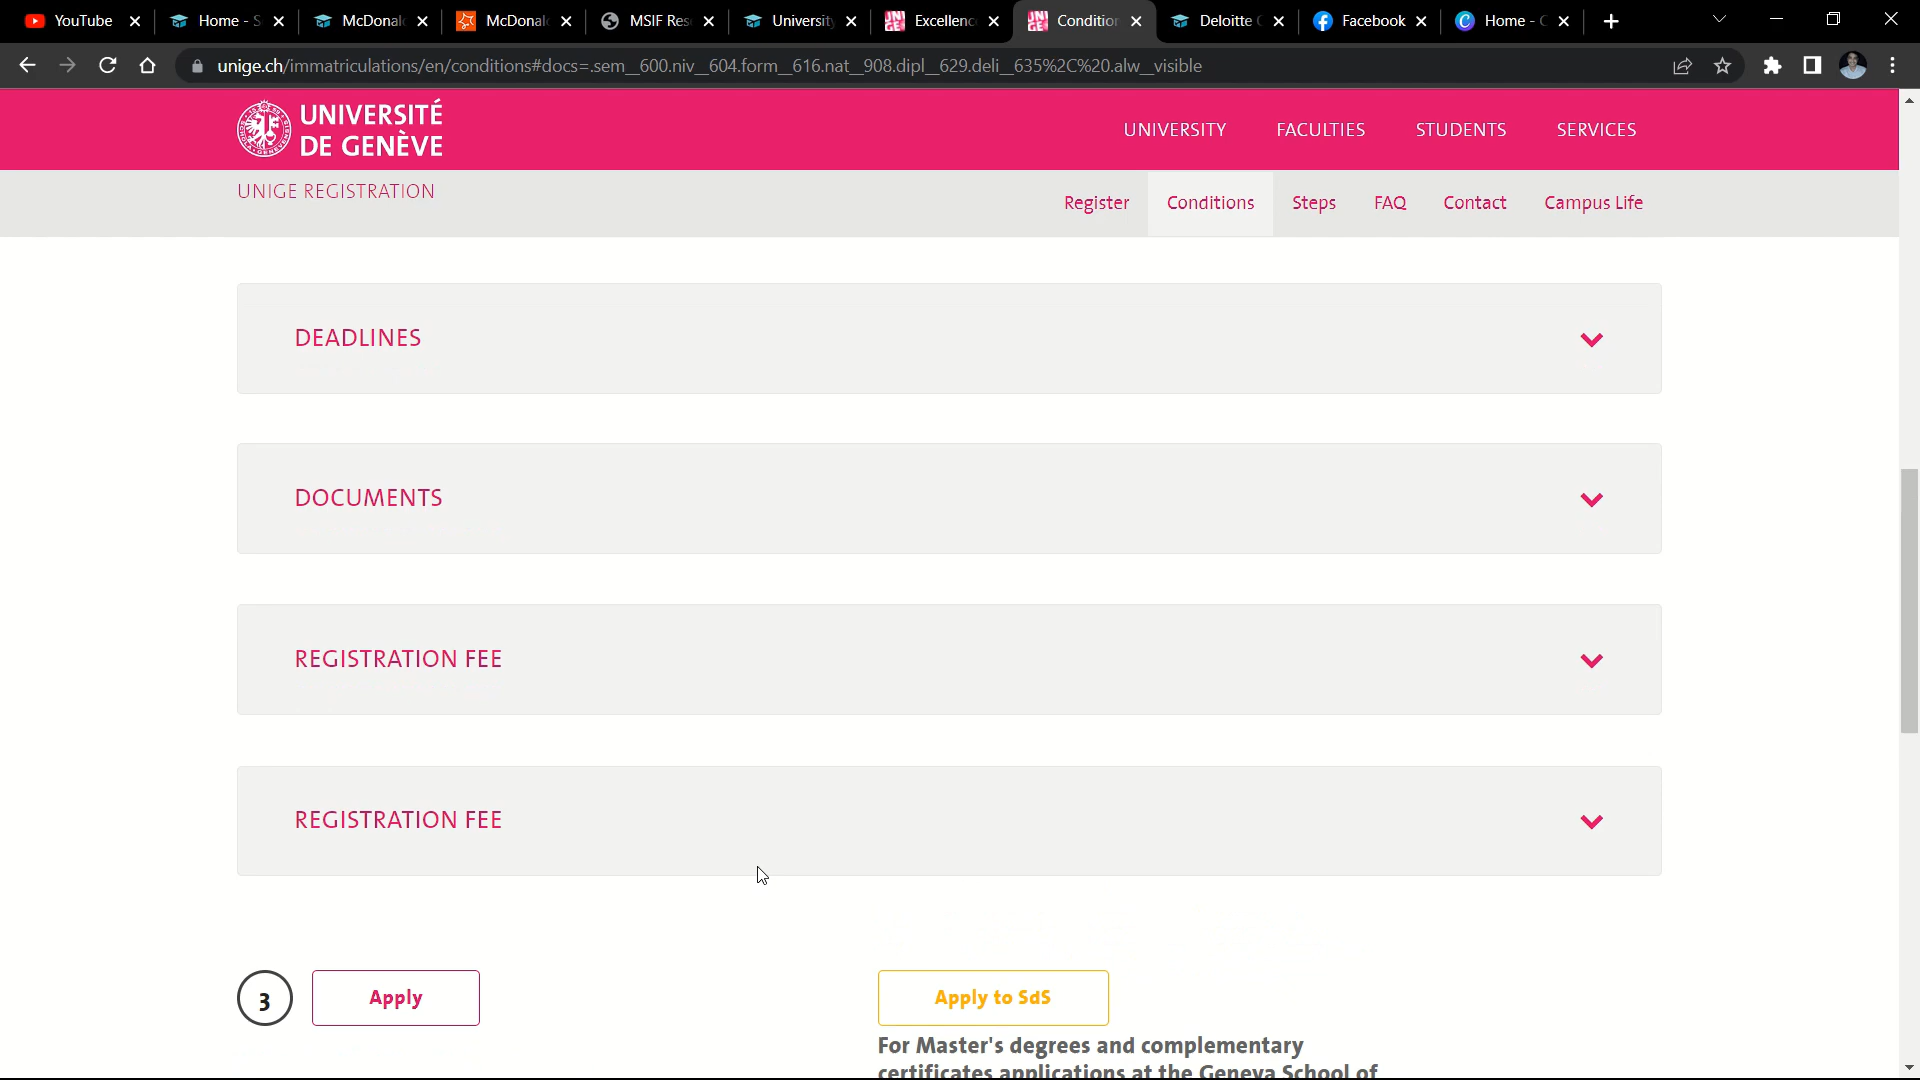 YouTube
Home - S
McDonal
McDonal
MSIF Res
University
Excellenc
Condition
Deloitte
Facebook
Home - C
unige.ch/immatriculations/en/conditions#docs=.sem__600.niv__604.form__616.nat__908.dipl__629.deli__635%2C%20.alw__visible
UNIVERSITÉ
DE GENÈVE
UNIVERSITY FACULTIES STUDENTS SERVICES
UNIGE REGISTRATION
Register Conditions Steps FAQ Contact Campus Life
DEADLINES
DOCUMENTS
REGISTRATION FEE
REGISTRATION FEE
3 Apply
Apply to SdS
For Master's degrees and complementary
certificates applications at the Geneva School of